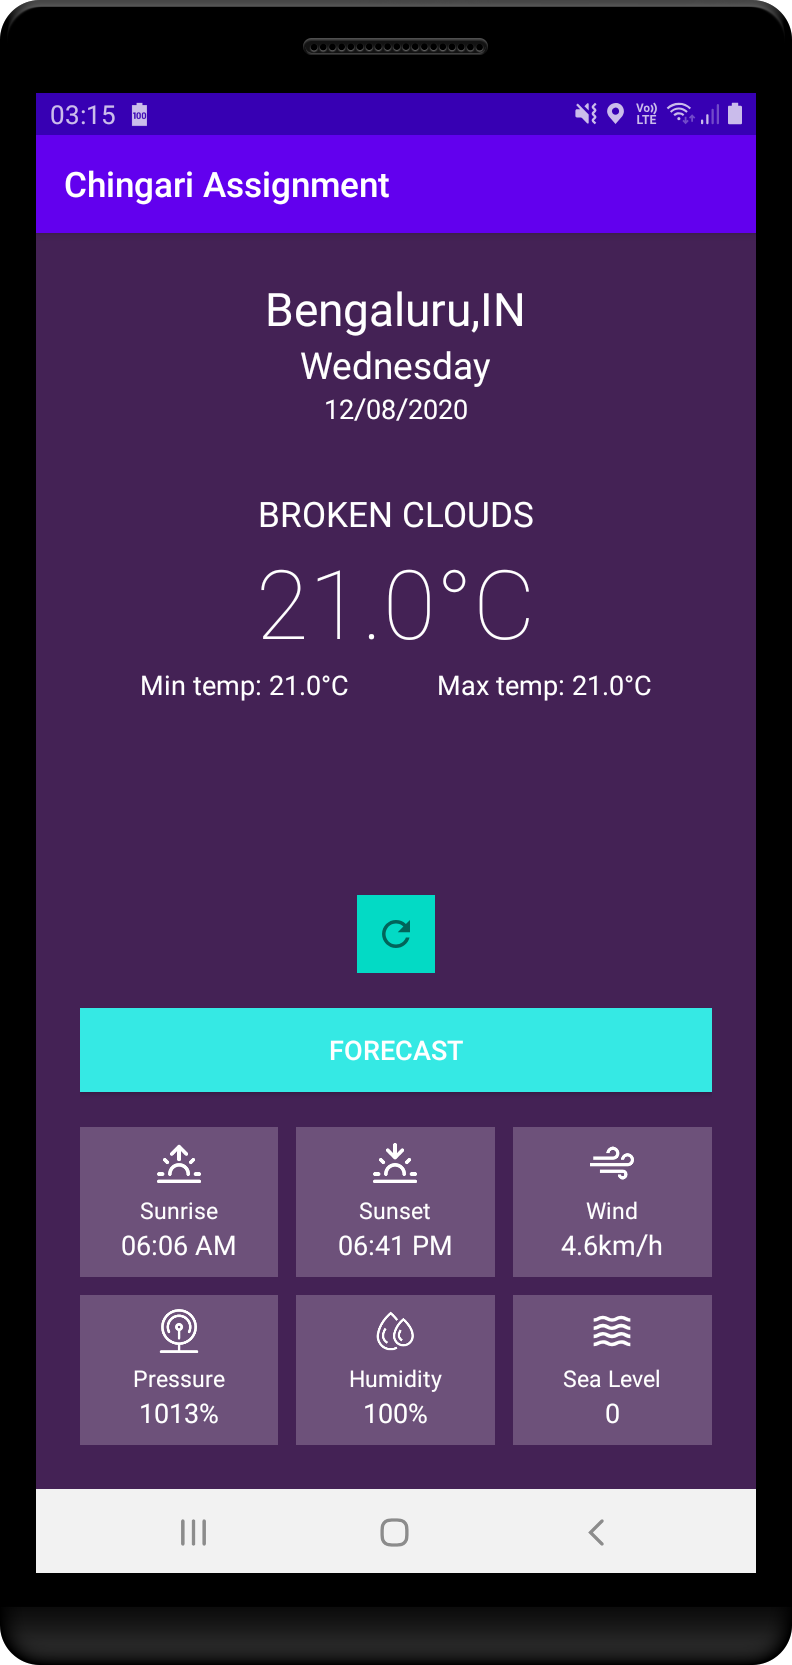 03:15 100 Vo)) LTE
Chingari Assignment
Bengaluru,IN
Wednesday
12/08/2020
BROKEN CLOUDS
21.0°C
Min temp: 21.0°C Max temp: 21.0°C
FORECAST
Sunrise Sunset Wind
06:06 AM 06:41 PM 4.6km/h
Pressure Humidity Sea Level
1013% 100% 0